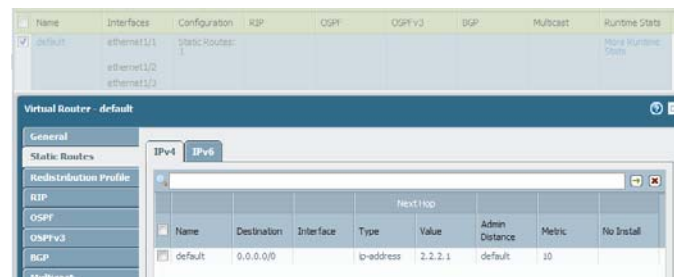 Name Interfaces Configuration RIP OSPF OSPFv3 BGP Multicast Runtime Stats
default ethernet1/1 Static Routes: 1 More Runtime Stats
ethernet1/2
ethernet1/3
Virtual Router - default
General
Static Routes
Redistribution Profile
RIP
OSPF
OSPFv3
BGP
Multicast
IPv4 IPv6
Next Hop
Name Destination Interface Type Value Admin Distance Metric No Install
default 0.0.0.0/0 ip-address 2.2.2.1 default 10